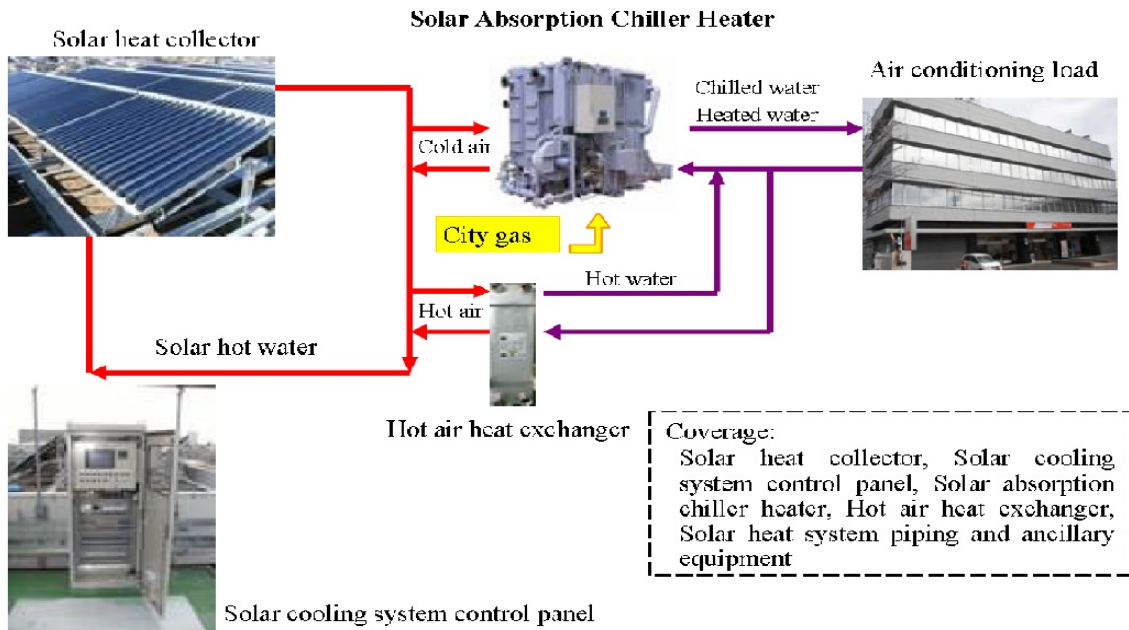 Solar Absorption Chiller Heater
Solar heat collector
Air conditioning load
Chilled water
Heated water
Cold air
City gas
Hot water
Hot air
Solar hot water
Hot air heat exchanger
Coverage:
Solar heat collector, Solar cooling
system control panel, Solar absorption
chiller heater, Hot air heat exchanger,
Solar heat system piping and ancillary
equipment
Solar cooling system control panel